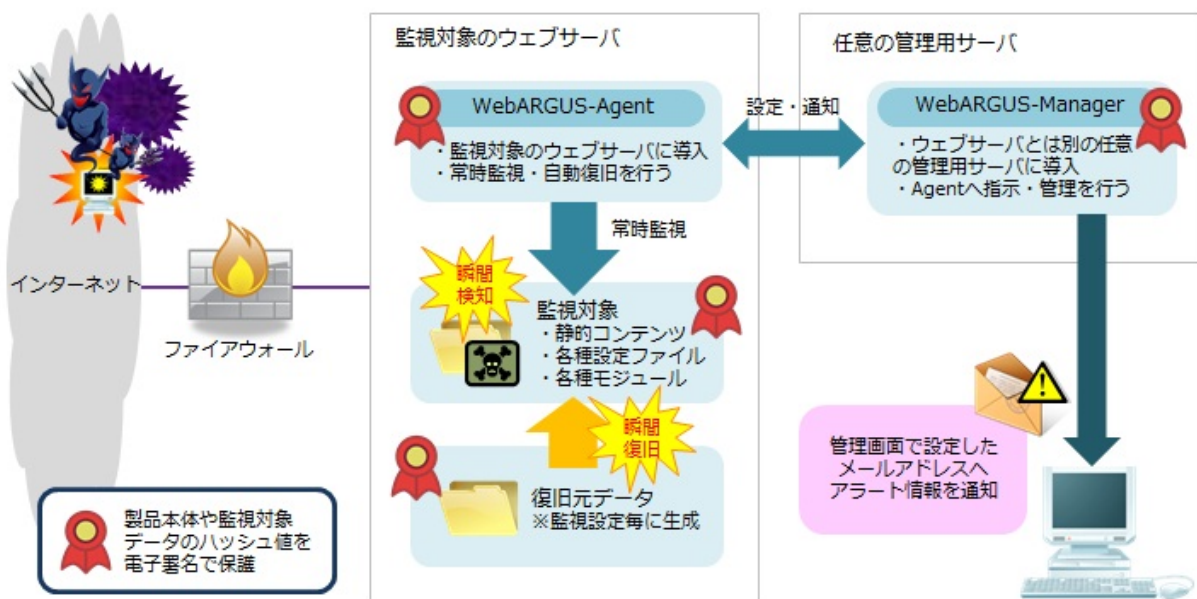 監視対象のウェブサーバ
任意の管理用サーバ
WebARGUS-Agent
・監視対象のウェブサーバに導入
・常時監視・自動復旧を行う
設定・通知
WebARGUS-Manager
・ウェブサーバとは別の任意
の管理用サーバに導入
・Agentへ指示・管理を行う
常時監視
インターネット
ファイアウォール
瞬間
検知
監視対象
・静的コンテンツ
・各種設定ファイル
・各種モジュール
瞬間
復旧
復旧元データ
※監視設定毎に生成
管理画面で設定した
メールアドレスへ
アラート情報を通知
製品本体や監視対象
データのハッシュ値を
電子署名で保護